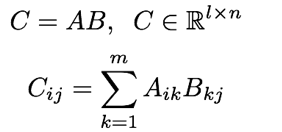 C = AB, C ∈ ℝ^{l×n}
C_{ij} = \sum_{k=1}^{m} A_{ik} B_{kj}